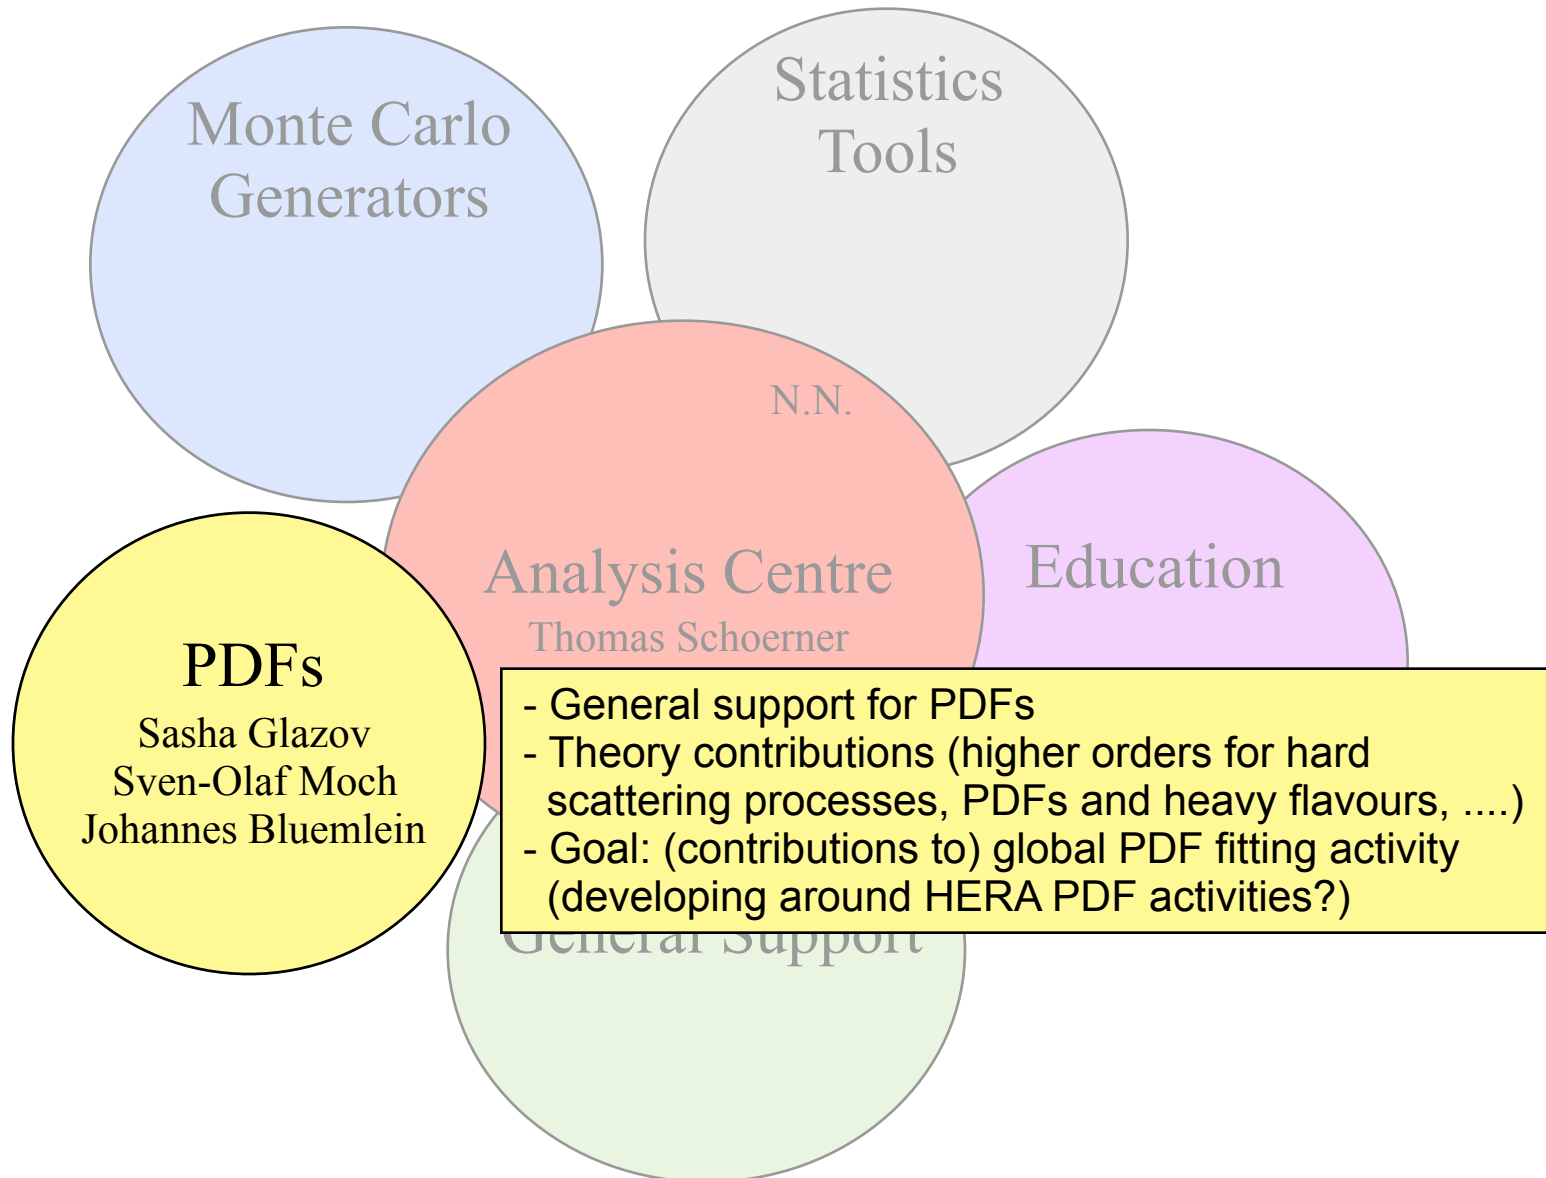 Monte Carlo
Generators
Statistics
Tools
N.N.
Analysis Centre
Thomas Schoerner
Education
PDFs
Sasha Glazov
Sven-Olaf Moch
Johannes Bluemlein
- General support for PDFs
- Theory contributions (higher orders for hard
scattering processes, PDFs and heavy flavours, ....)
- Goal: (contributions to) global PDF fitting activity
(developing around HERA PDF activities?)
General Support